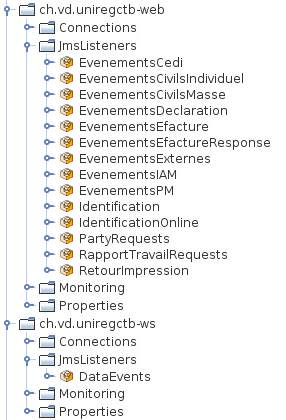 ch.vd.uniregctb-web
Connections
JmsListeners
EvenementsCedi
EvenementsCivilsIndividuel
EvenementsCivilsMasse
EvenementsDeclaration
EvenementsEfacture
EvenementsEfactureResponse
EvenementsExternes
EvenementsIAM
EvenementsPM
Identification
IdentificationOnline
PartyRequests
RapportTravailRequests
RetourImpression
Monitoring
Properties
ch.vd.uniregctb-ws
Connections
JmsListeners
DataEvents
Monitoring
Properties